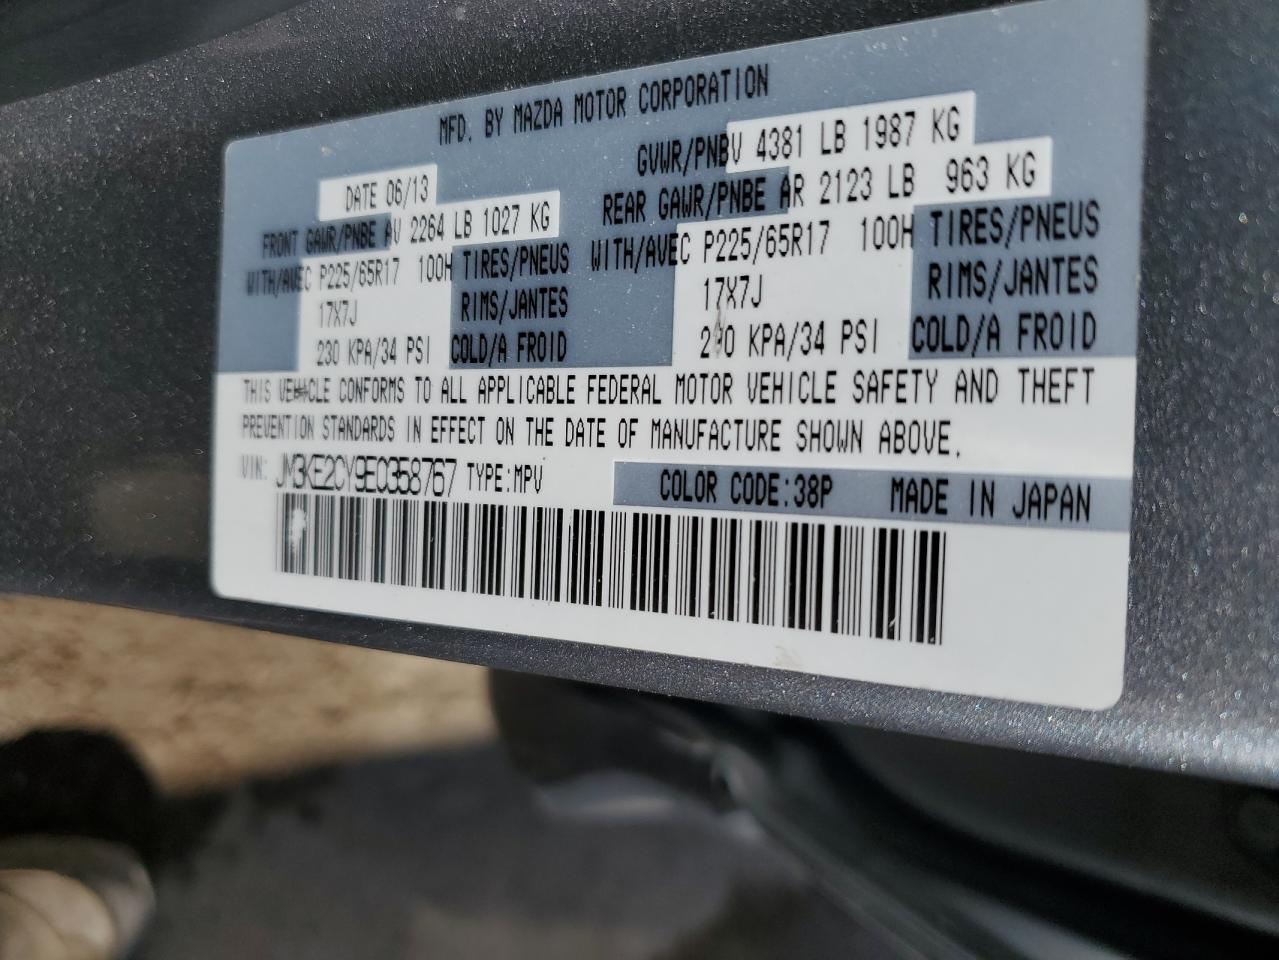 MFD. BY MAZDA MOTOR CORPORATION
DATE 06/13 GVWR/PNBV 4381 LB 1987 KG
FRONT GAWR/PNBE AV 2264 LB 1027 KG REAR GAWR/PNBE AR 2123 LB 963 KG
WITH/AVEC P225/65R17 100H TIRES/PNEUS WITH/AVEC P225/65R17 100H TIRES/PNEUS
17X7J RIMS/JANTES 17X7J RIMS/JANTES
230 KPA/34 PSI COLD/A FROID KPA/34 PSI COLD/A FROID
THIS VEHICLE CONFORMS TO ALL APPLICABLE FEDERAL MOTOR VEHICLE SAFETY AND THEFT
PREVENTION STANDARDS IN EFFECT ON THE DATE OF MANUFACTURE SHOWN ABOVE.
VIN: JM3KE2CY9E0358767 TYPE:MPV COLOR CODE:38P MADE IN JAPAN